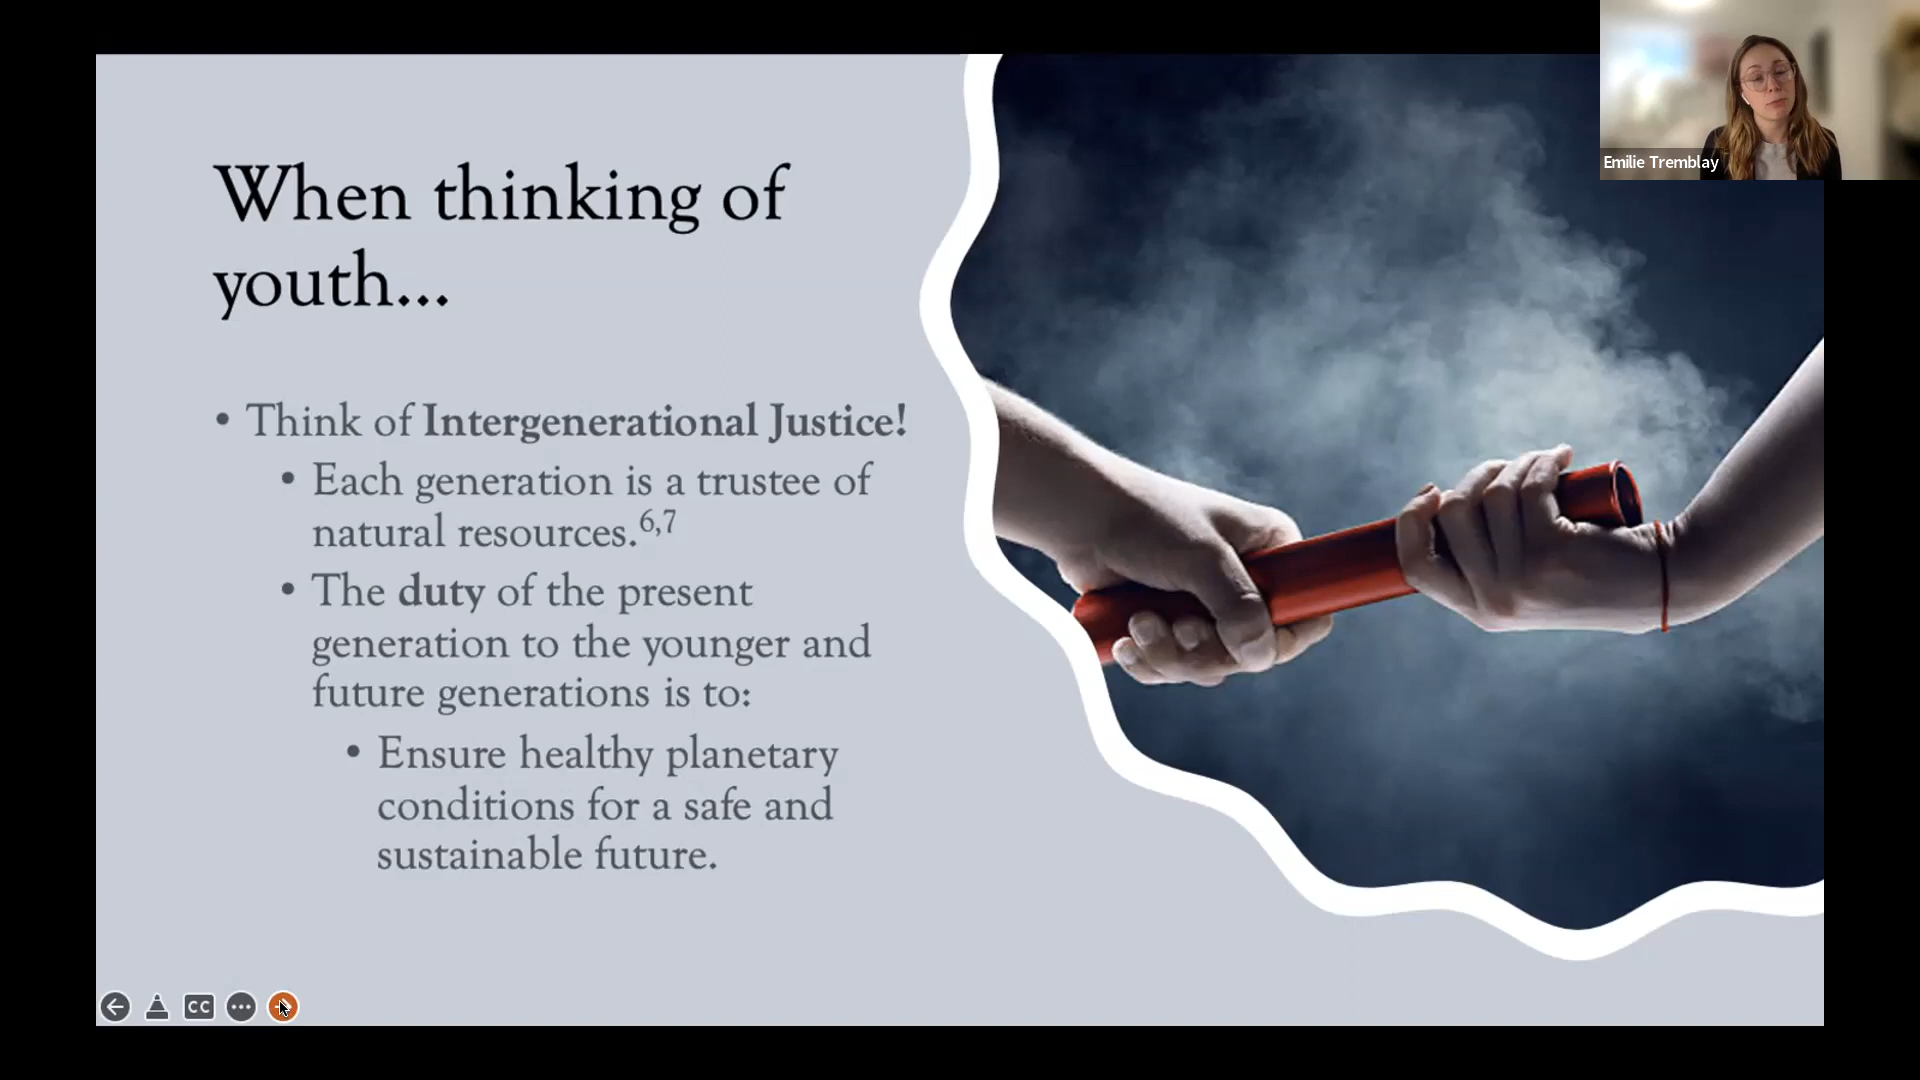 Emilie Tremblay
When thinking of
youth...
• Think of Intergenerational Justice!
• Each generation is a trustee of
natural resources.6,7
• The duty of the present
generation to the younger and
future generations is to:
• Ensure healthy planetary
conditions for a safe and
sustainable future.
CC